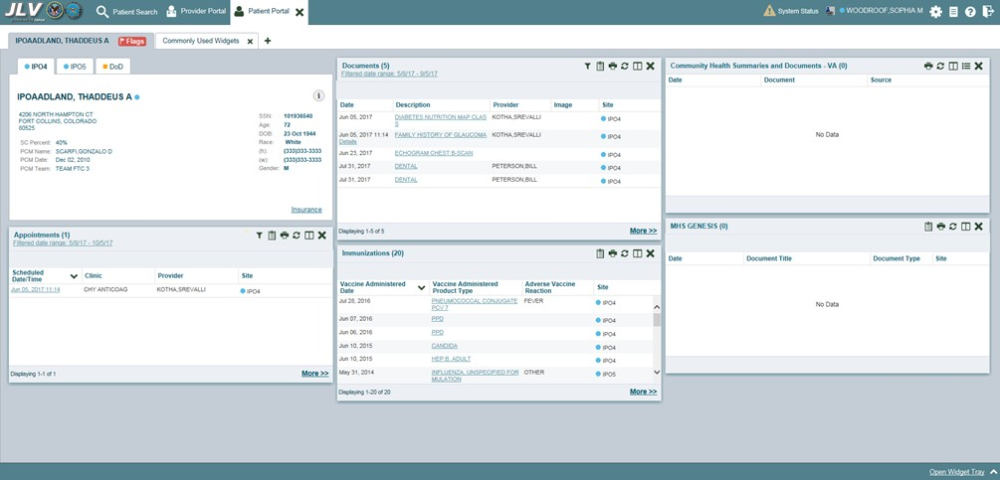 JLV
powered by Janus
Patient Search
Provider Portal
Patient Portal
System Status
WOODROOF,SOPHIA M
IPOAADLAND, THADDEUS A
Flags
Commonly Used Widgets
IPO4
IPO5
DoD
IPOAADLAND, THADDEUS A
4206 NORTH HAMPTON CT
FORT COLLINS, COLORADO
80525
SC Percent: 40%
PCM Name: SCARPI,GONZALO D
PCM Date: Dec 02, 2010
PCM Team: TEAM FTC 3
SSN: 101936540
Age: 72
DOB: 23 Oct 1944
Race: White
(h): (333)333-3333
(w): (333)333-3333
Gender: M
Insurance
Appointments (1)
Filtered date range: 5/8/17 - 10/5/17
Scheduled Date/Time Clinic Provider Site
Jun 05, 2017 11:14 CHY ANTICOAG KOTHA,SREVALLI IPO4
Displaying 1-1 of 1
More >>
Documents (5)
Filtered date range: 5/8/17 - 9/5/17
Date Description Provider Image Site
Jun 05, 2017 DIABETES NUTRITION MAP CLAS KOTHA,SREVALLI IPO4
S
Jun 05, 2017 11:14 FAMILY HISTORY OF GLAUCOMA KOTHA,SREVALLI IPO4
Details
Jun 23, 2017 ECHOGRAM CHEST B-SCAN IPO4
Jul 31, 2017 DENTAL PETERSON,BILL IPO4
Jul 31, 2017 DENTAL PETERSON,BILL IPO4
Displaying 1-5 of 5
More >>
Immunizations (20)
Vaccine Administered Date Vaccine Administered Product Type Adverse Vaccine Reaction Site
Jul 26, 2016 PNEUMOCOCCAL CONJUGATE FEVER IPO4
PCV 7
Jun 07, 2016 PPD IPO4
Jun 06, 2016 PPD IPO4
Jun 10, 2015 CANDIDA IPO4
Jun 10, 2015 HEP B, ADULT IPO4
May 31, 2014 INFLUENZA, UNSPECIFIED FOR OTHER IPO5
MULATION
Displaying 1-20 of 20
More >>
Community Health Summaries and Documents - VA (0)
Date Document Source
No Data
MHS GENESIS (0)
Date Document Title Document Type Site
No Data
Open Widget Tray